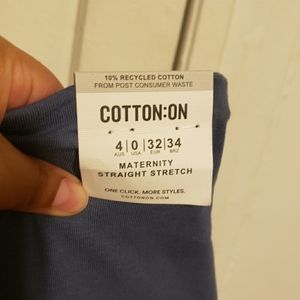 10% RECYCLED COTTON
FROM POST CONSUMER WASTE
COTTON:ON
4|0|32|34
AUS USA EUR BRZ
MATERNITY
STRAIGHT STRETCH
ONE CLICK. MORE STYLES.
COTTONON.COM